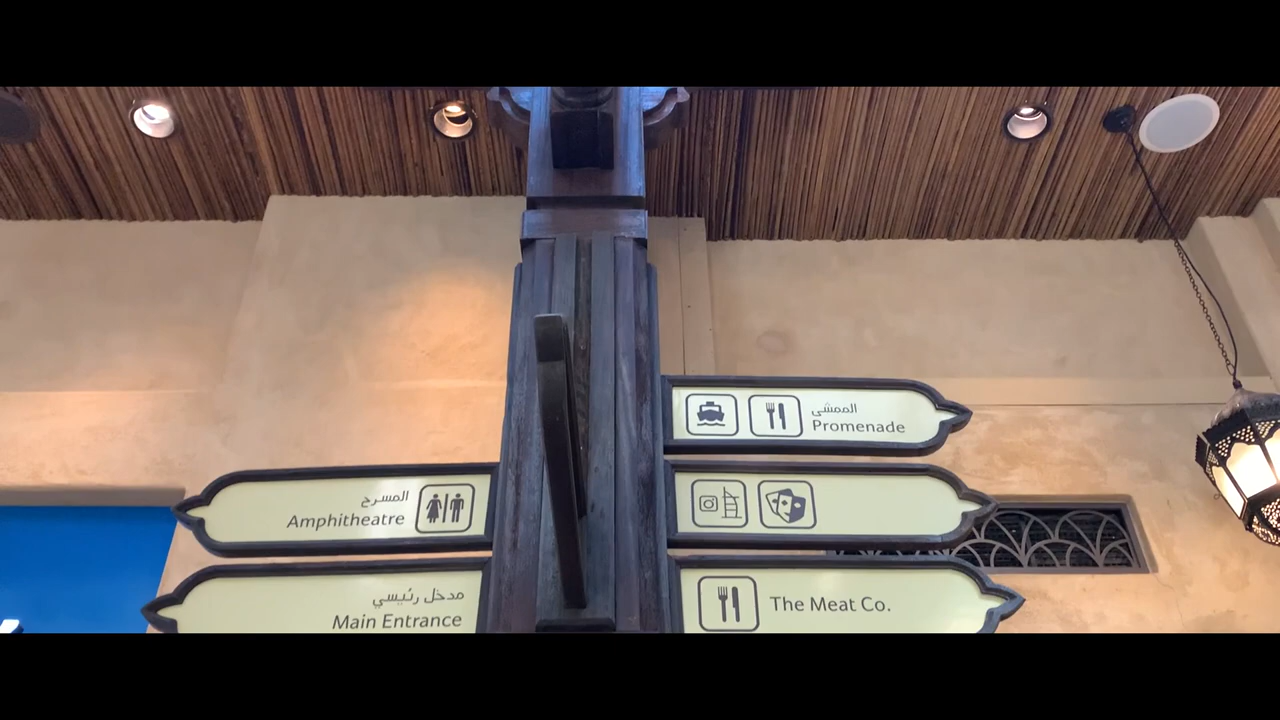 الممشى
Promenade
المسرح
Amphitheatre
مدخل رئيسي
Main Entrance
The Meat Co.